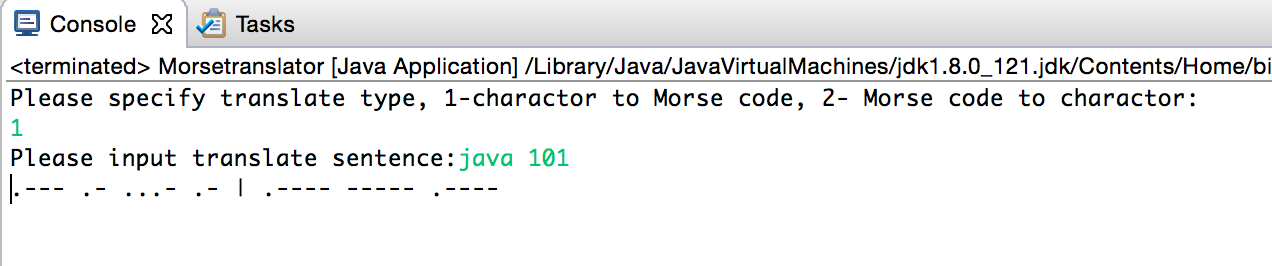 Console Tasks
<terminated> Morsetranslator [Java Application] /Library/Java/JavaVirtualMachines/jdk1.8.0_121.jdk/Contents/Home/bi
Please specify translate type, 1-charactor to Morse code, 2- Morse code to charactor:
1
Please input translate sentence:java 101
.--- .- ...- .- | .---- ----- .----